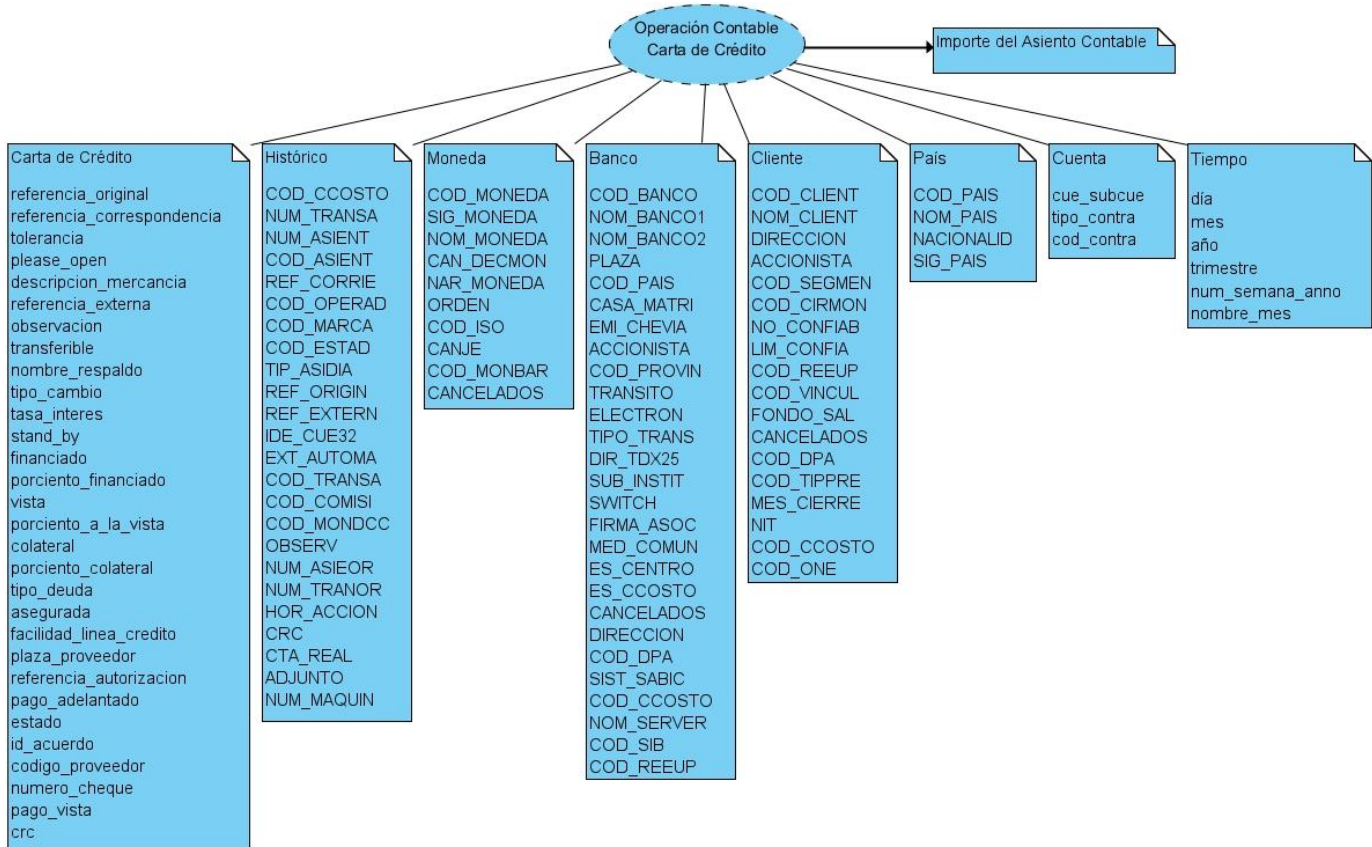 Operación Contable
Carta de Crédito
Importe del Asiento Contable
Carta de Crédito
referencia_original
referencia_correspondencia
tolerancia
please_open
descripcion_mercancia
referencia_externa
observacion
transferible
nombre_respaldo
tipo_cambio
tasa_interes
stand_by
financiado
porciento_financiado
vista
porciento_a_la_vista
colateral
porciento_colateral
tipo_deuda
asegurada
facilidad_linea_credito
plaza_proveedor
referencia_autorizacion
pago_adelantado
estado
id_acuerdo
codigo_proveedor
numero_cheque
pago_vista
crc
Histórico
COD_CCOSTO
NUM_TRANSA
NUM_ASIENT
COD_ASIENT
REF_CORRIE
COD_OPERAD
COD_MARCA
COD_ESTAD
TIP_ASIDIA
REF_ORIGIN
REF_EXTERN
IDE_CUE32
EXT_AUTOMA
COD_TRANSA
COD_COMISI
COD_MONDCC
OBSERV
NUM_ASIEOR
NUM_TRANOR
HOR_ACCION
CRC
CTA_REAL
ADJUNTO
NUM_MAQUIN
Moneda
COD_MONEDA
SIG_MONEDA
NOM_MONEDA
CAN_DECMON
NAR_MONEDA
ORDEN
COD_ISO
CANJE
COD_MONBAR
CANCELADOS
Banco
COD_BANCO
NOM_BANCO1
NOM_BANCO2
PLAZA
COD_PAIS
CASA_MATRI
EMI_CHEVIA
ACCIONISTA
COD_PROVIN
TRANSITO
ELECTRON
TIPO_TRANS
DIR_TDX25
SUB_INSTIT
SWITCH
FIRMA_ASOC
MED_COMUN
ES_CENTRO
ES_CCOSTO
CANCELADOS
DIRECCION
COD_DPA
SIST_SABIC
COD_CCOSTO
NOM_SERVER
COD_SIB
COD_REEUP
Cliente
COD_CLIENT
NOM_CLIENT
DIRECCION
ACCIONISTA
COD_SEGMEN
COD_CIRMON
NO_CONFIAB
LIM_CONFIA
COD_REEUP
COD_VINCUL
FONDO_SAL
CANCELADOS
COD_DPA
COD_TIPPRE
MES_CIERRE
NIT
COD_CCOSTO
COD_ONE
País
COD_PAIS
NOM_PAIS
NACIONALID
SIG_PAIS
Cuenta
cue_subcue
tipo_contra
cod_contra
Tiempo
día
mes
año
trimestre
num_semana_anno
nombre_mes